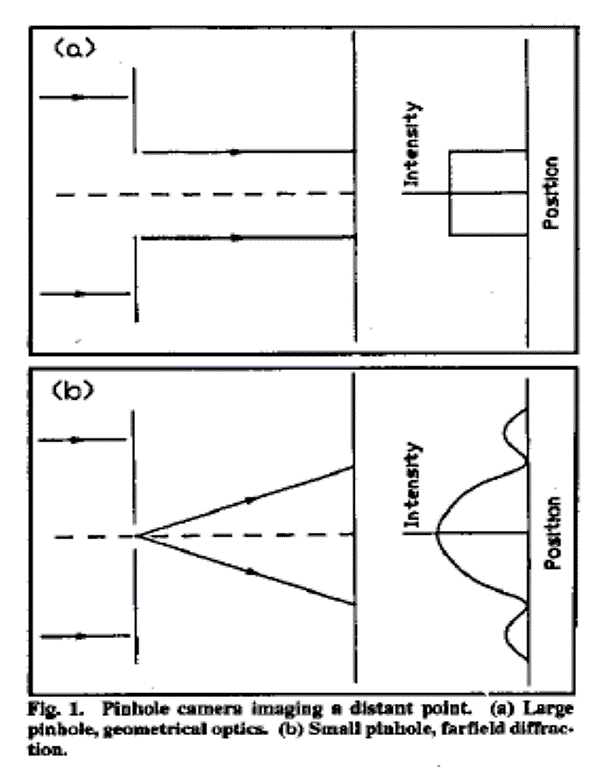 (a)
Intensity
Position
(b)
Intensity
Position
Fig. 1. Pinhole camera imaging a distant point. (a) Large
pinhole, geometrical optics. (b) Small pinhole, farfield diffrac-
tion.